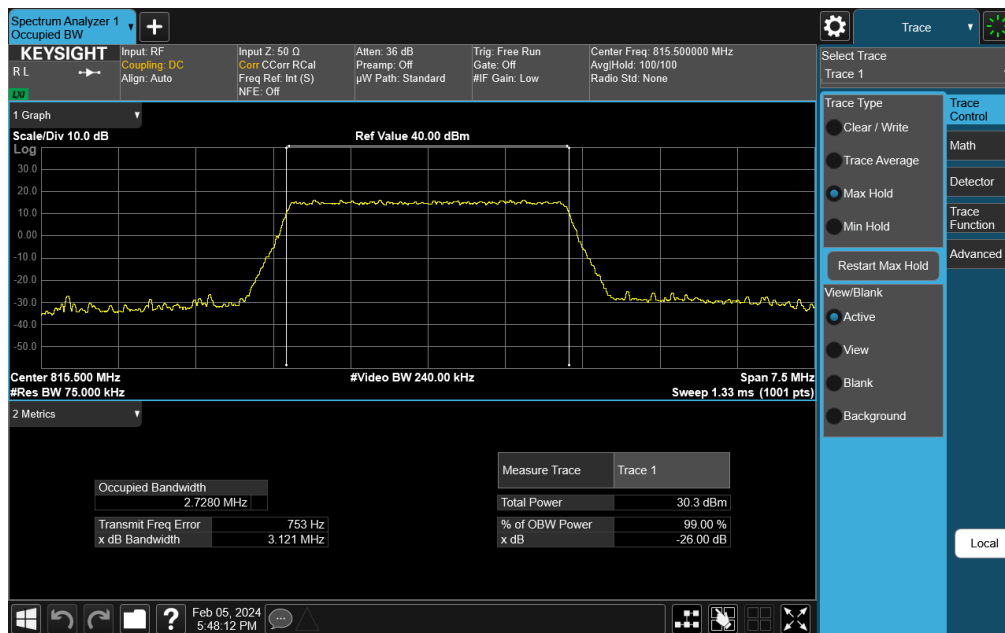 Spectrum Analyzer 1
Occupied BW
Trace
KEYSIGHT
R L
LXI
Input: RF
Coupling: DC
Align: Auto
Input Z: 50 Ω
Corr CCorr RCal
Freq Ref: Int (S)
NFE: Off
Atten: 36 dB
Preamp: Off
µW Path: Standard
Trig: Free Run
Gate: Off
#IF Gain: Low
Center Freq: 815.500000 MHz
Avg|Hold: 100/100
Radio Std: None
Select Trace
Trace 1
1 Graph
Scale/Div 10.0 dB
Ref Value 40.00 dBm
Log
30.0
20.0
10.0
0.00
-10.0
-20.0
-30.0
-40.0
-50.0
Center 815.500 MHz
#Video BW 240.00 kHz
Span 7.5 MHz
#Res BW 75.000 kHz
Sweep 1.33 ms (1001 pts)
2 Metrics
Occupied Bandwidth
2.7280 MHz
Transmit Freq Error 753 Hz
x dB Bandwidth 3.121 MHz
Measure Trace Trace 1
Total Power 30.3 dBm
% of OBW Power 99.00 %
x dB -26.00 dB
Trace Type
Clear / Write
Trace Average
Max Hold
Min Hold
Restart Max Hold
View/Blank
Active
View
Blank
Background
Trace
Control
Math
Detector
Trace
Function
Advanced
Local
?
Feb 05, 2024
5:48:12 PM